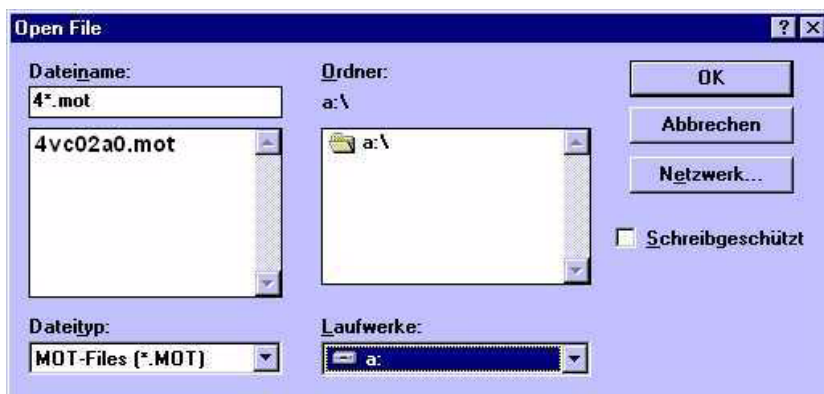 Open File
Dateiname:
4*.mot
4vc02a0.mot
Dateityp:
MOT-Files (*.MOT)
Ordner:
a:\
a:\
Laufwerke:
a:
OK
Abbrechen
Netzwerk...
Schreibgeschützt